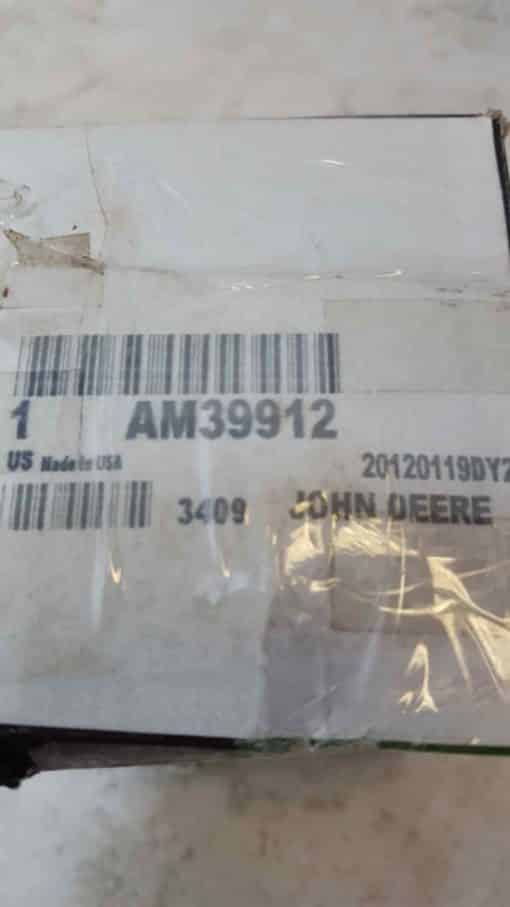 1 AM39912
US Made in USA 20120119DY2
3409 JOHN DEERE